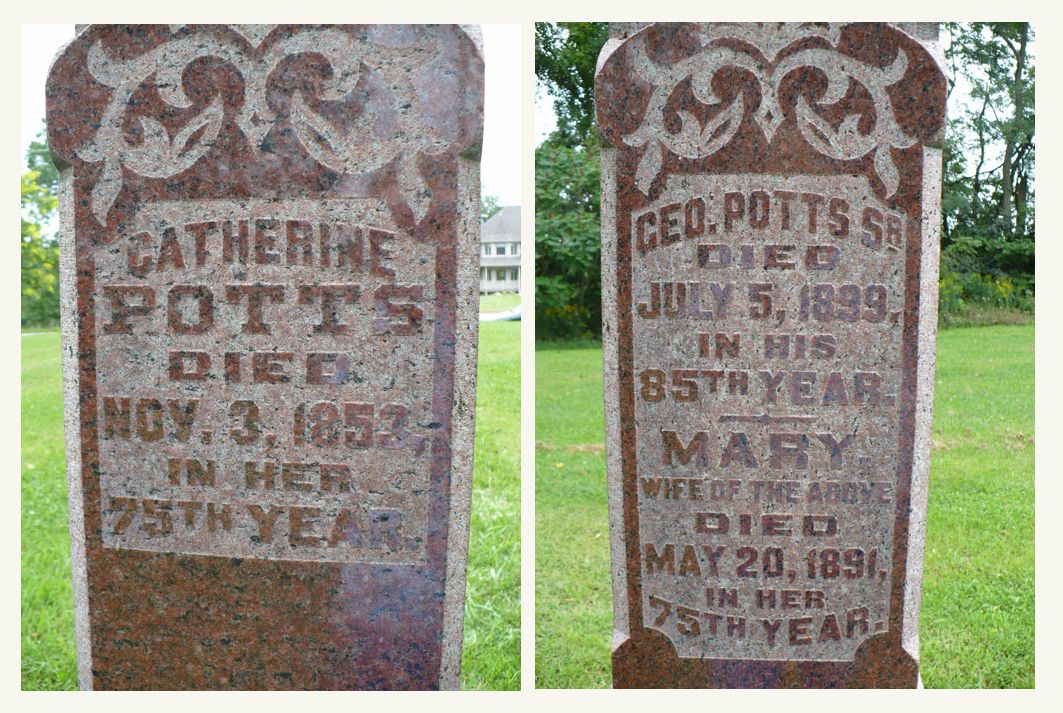 CATHERINE
POTTS
DIED
NOV. 3, 1853,
IN HER
75TH YEAR.
GEO. POTTS SR
DIED
JULY 5, 1899,
IN HIS
85TH YEAR.
MARY,
WIFE OF THE ABOVE
DIED
MAY 20, 1891,
IN HER
75TH YEAR.